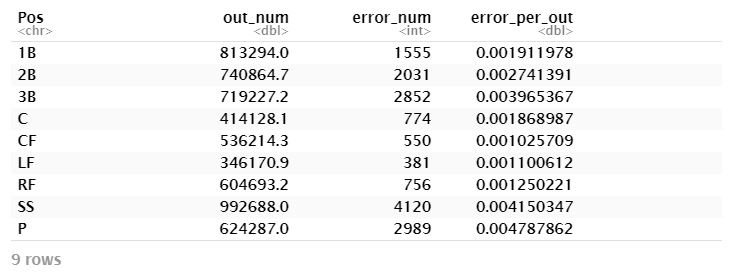 Pos out_num error_num error_per_out
<chr> <dbl> <int> <dbl>
1B 813294.0 1555 0.001911978
2B 740864.7 2031 0.002741391
3B 719227.2 2852 0.003965367
C 414128.1 774 0.001868987
CF 536214.3 550 0.001025709
LF 346170.9 381 0.001100612
RF 604693.2 756 0.001250221
SS 992688.0 4120 0.004150347
P 624287.0 2989 0.004787862
9 rows